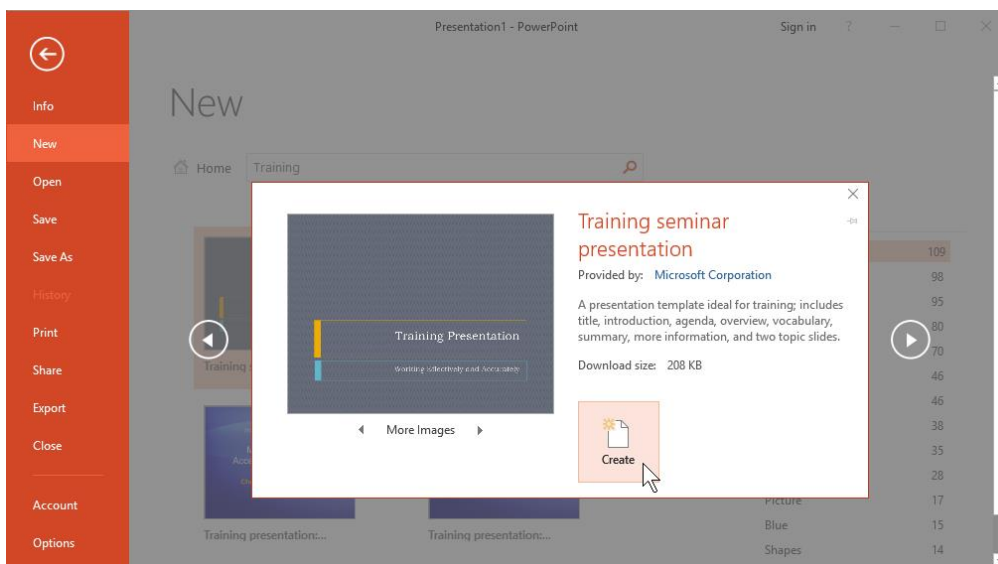 Presentation1 - PowerPoint
Sign in
?
Info
New
Open
Save
Save As
History
Print
Share
Export
Close
Account
Options
New
Home
Training
Training Presentation
Working Effectively and Accurately
More Images
Training seminar
presentation
Provided by: Microsoft Corporation
A presentation template ideal for training; includes
title, introduction, agenda, overview, vocabulary,
summary, more information, and two topic slides.
Download size: 208 KB
Create
Training
Training presentation:...
Training presentation:...
109
98
95
80
70
46
46
38
35
28
Picture 17
Blue 15
Shapes 14